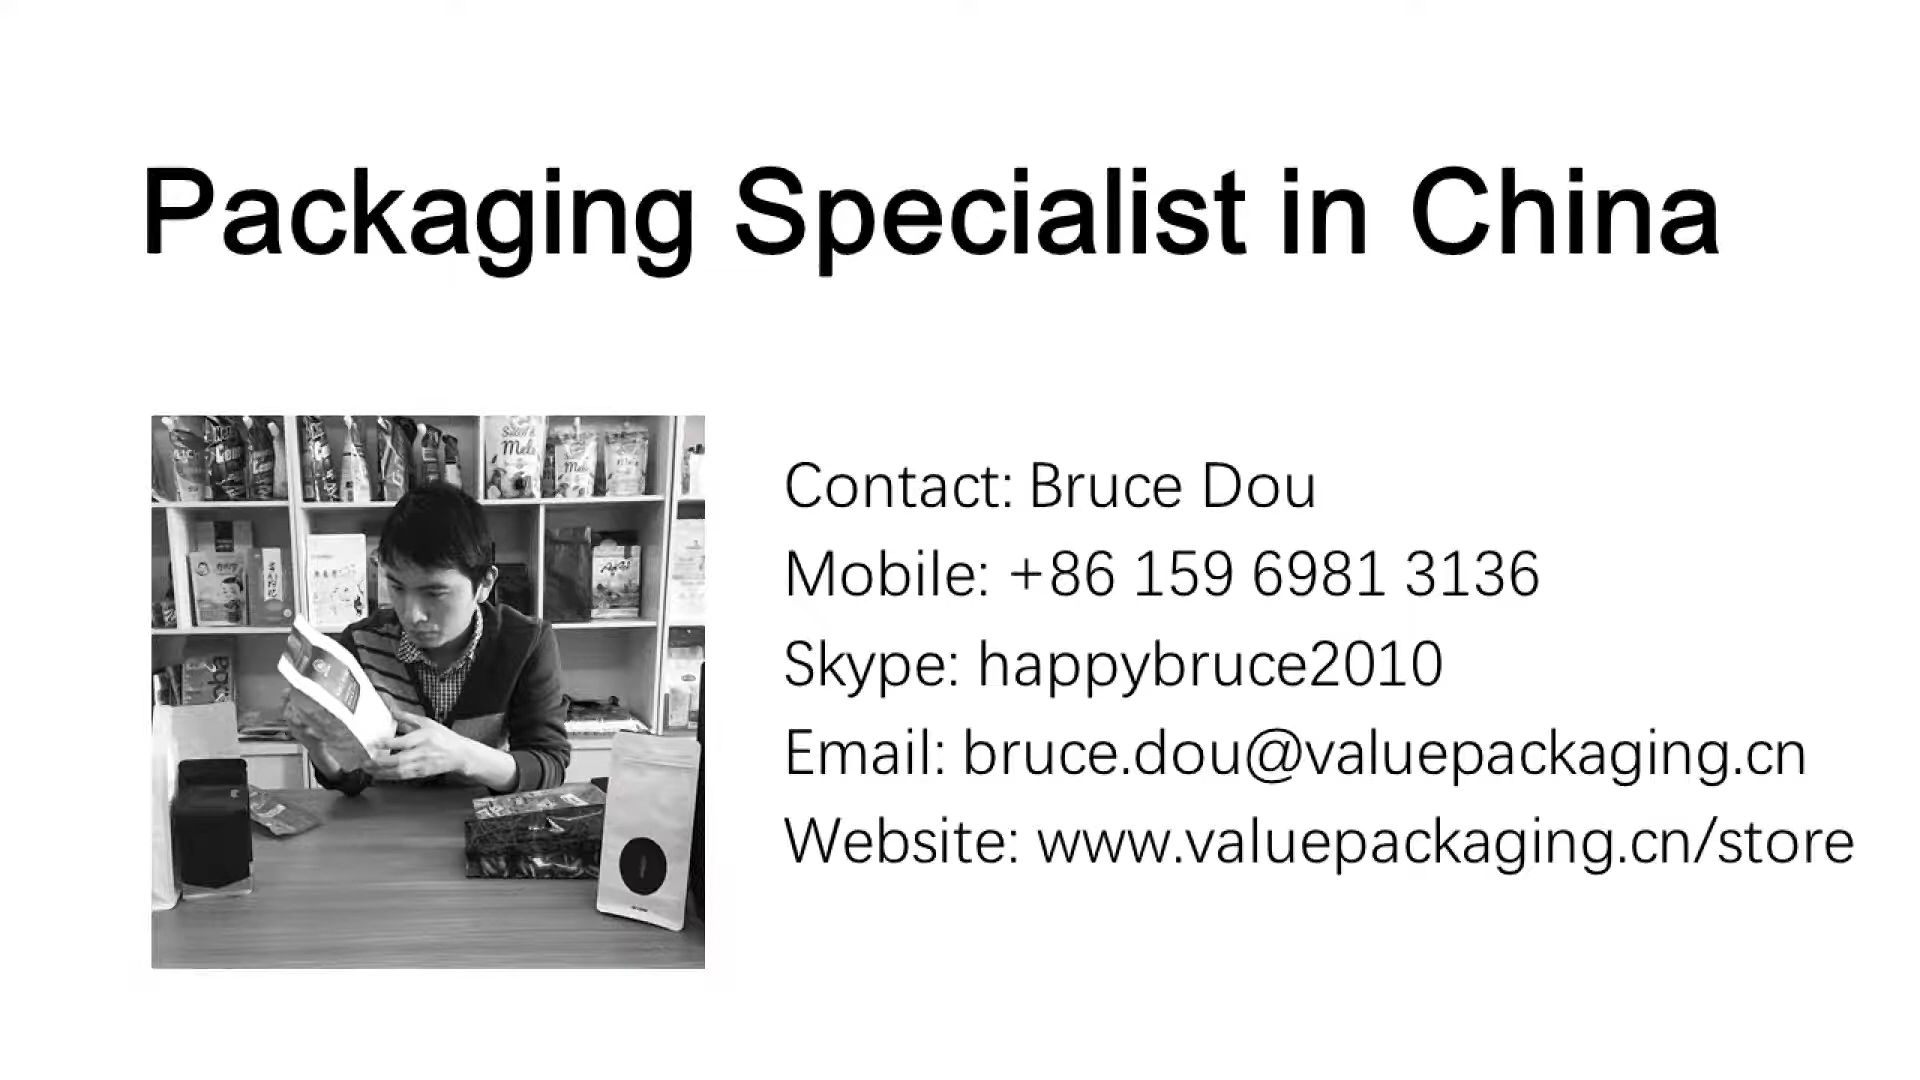 Packaging Specialist in China
Contact: Bruce Dou
Mobile: +86 159 6981 3136
Skype: happybruce2010
Email: bruce.dou@valuepackaging.cn
Website: www.valuepackaging.cn/store